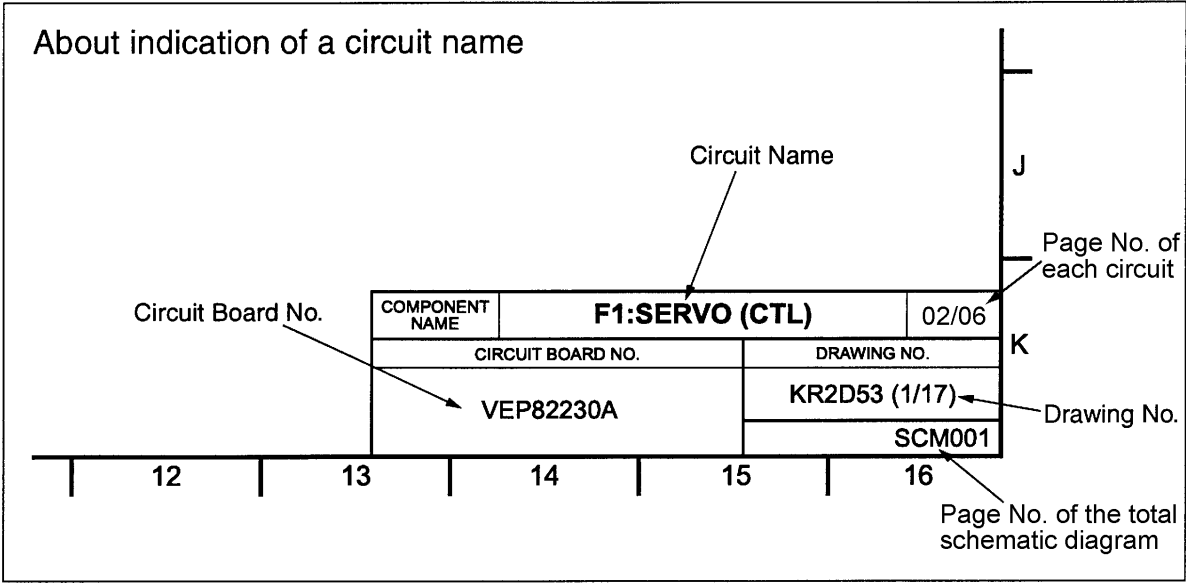 About indication of a circuit name
Circuit Name
J
Page No. of
each circuit
Circuit Board No.
COMPONENT
NAME
F1:SERVO (CTL)
02/06
K
CIRCUIT BOARD NO.
DRAWING NO.
VEP82230A
KR2D53 (1/17)
Drawing No.
SCM001
12
13
14
15
16
Page No. of the total
schematic diagram